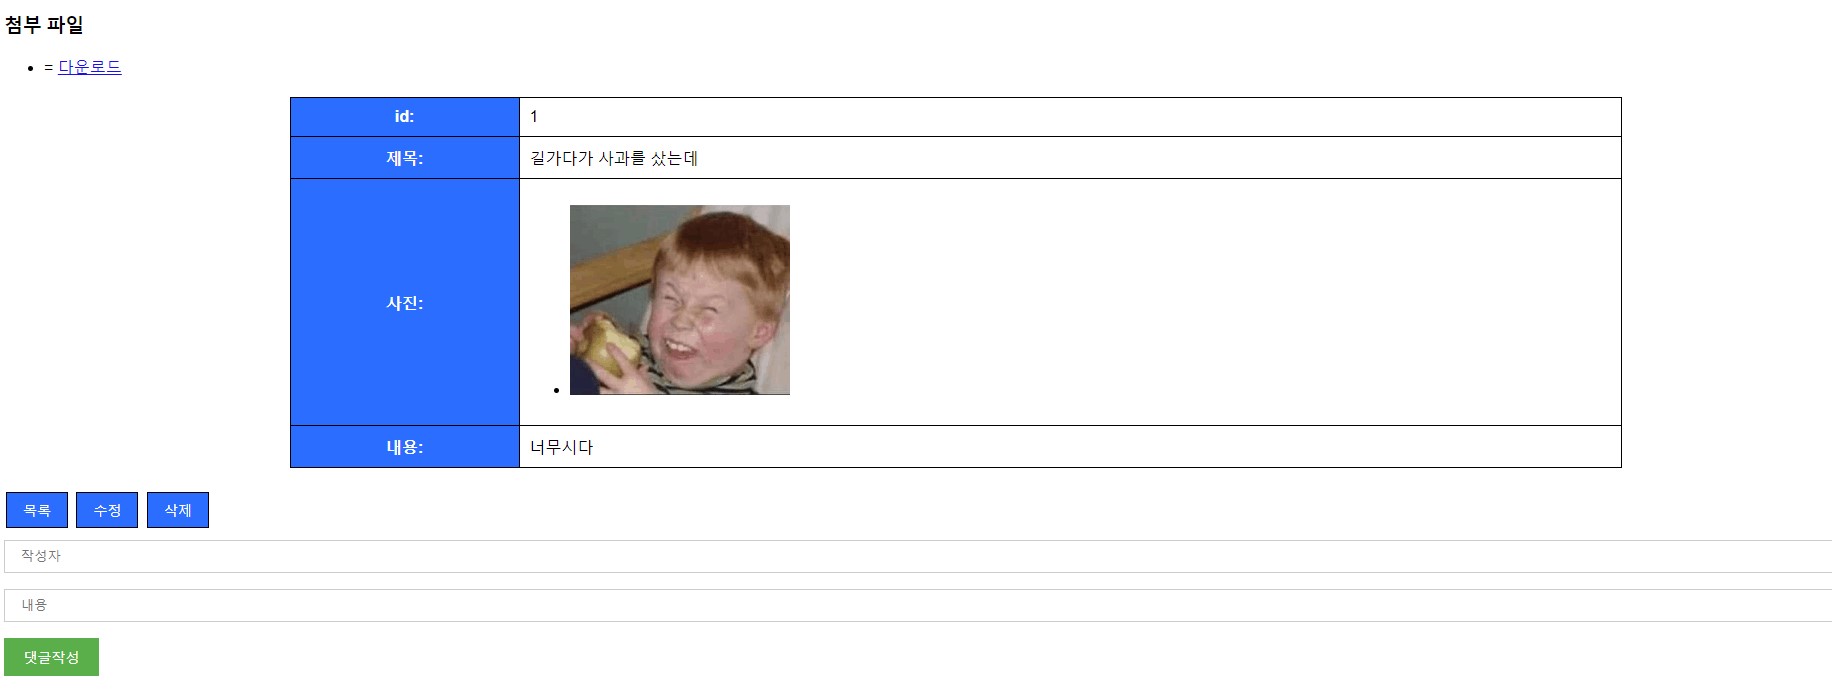 첨부 파일
= 다운로드
id: 1
제목: 길가다가 사과를 샀는데
사진:
내용: 너무시다
목록 수정 삭제
작성자
내용
댓글작성